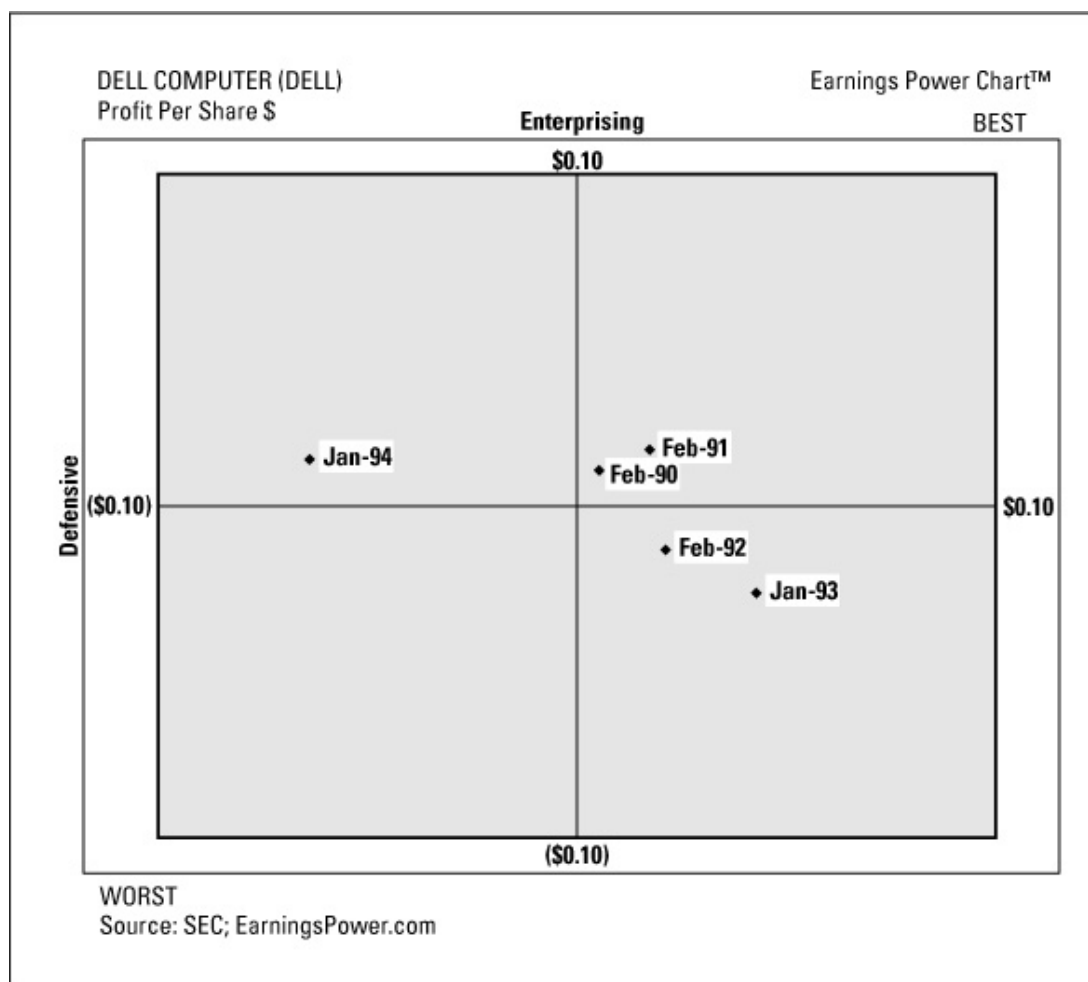 DELL COMPUTER (DELL)
Earnings Power Chart™
Profit Per Share $
Enterprising
BEST
$0.10
Jan-94
Feb-91
Feb-90
Defensive
($0.10)
$0.10
Feb-92
Jan-93
($0.10)
WORST
Source: SEC; EarningsPower.com